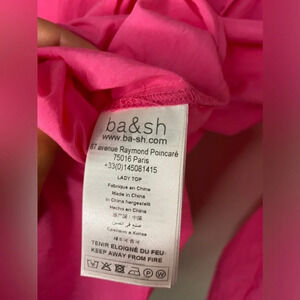 ba&sh
www.ba-sh.com
67 avenue Raymond Poincaré
75016 Paris
+33(0)145081415
LADY TOP
Fabriqué en Chine
Made in China
In China hergestellt
Hecho en China
TENIR ELOIGNÉ DU FEU
KEEP AWAY FROM FIRE